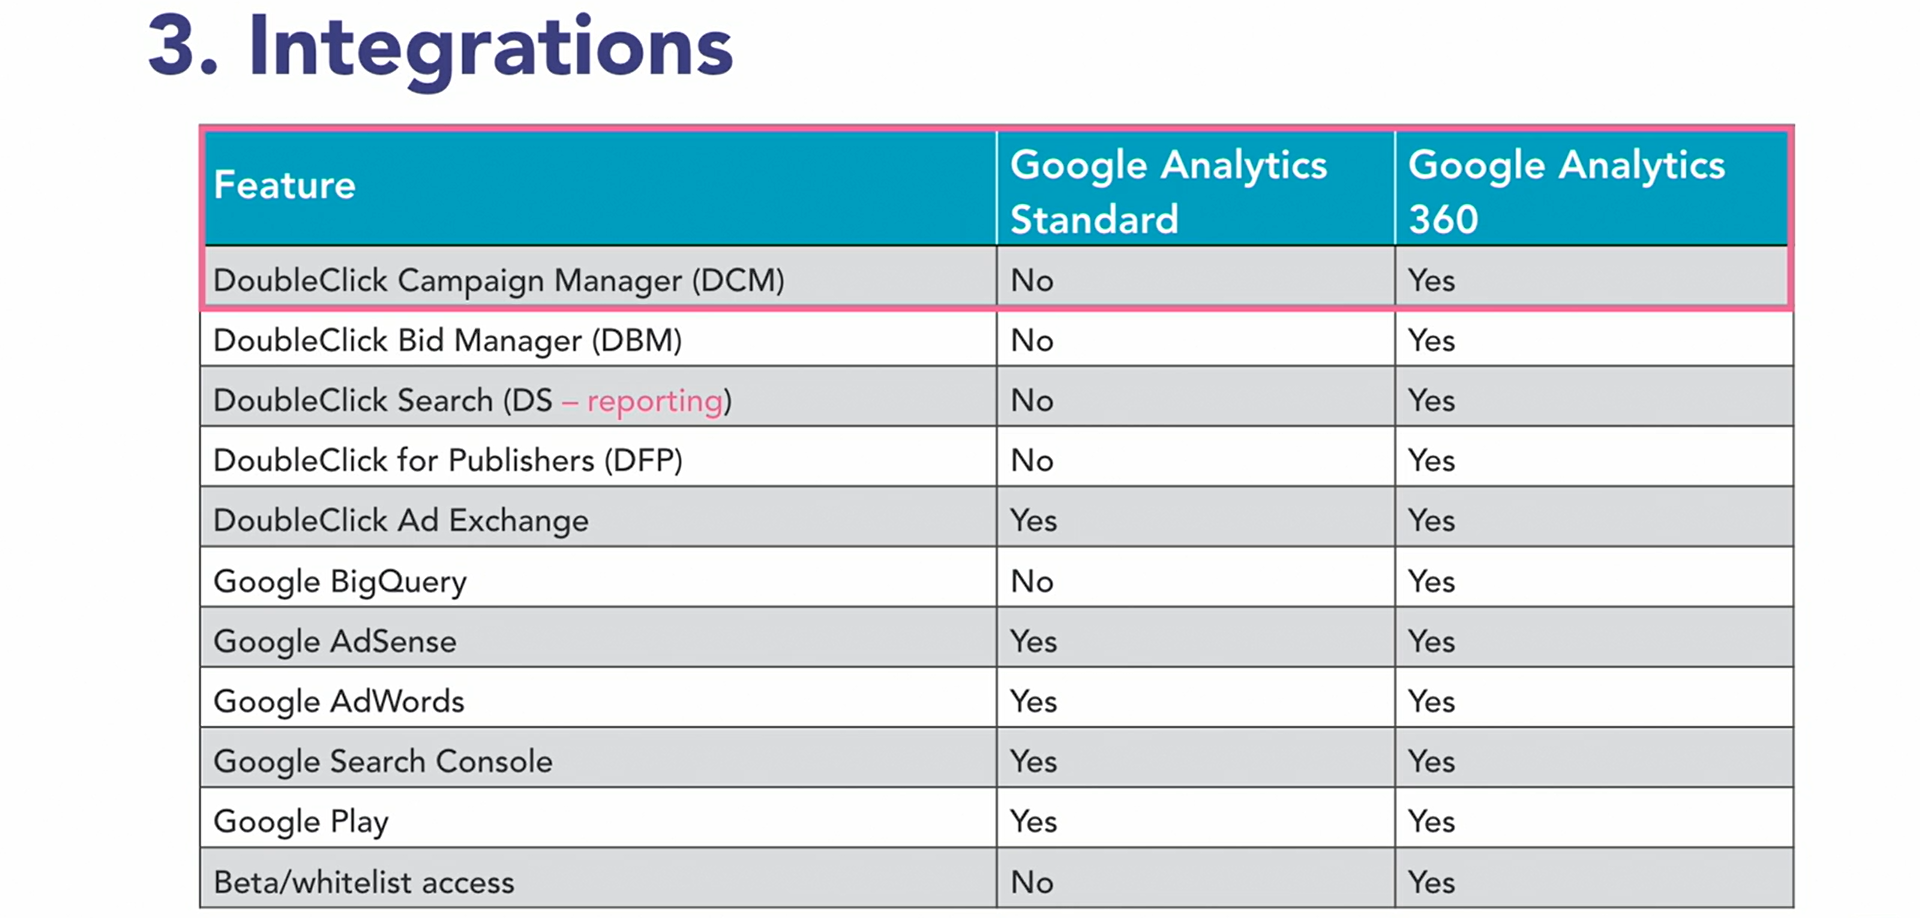 3. Integrations
Feature Google Analytics Standard Google Analytics 360
DoubleClick Campaign Manager (DCM) No Yes
DoubleClick Bid Manager (DBM) No Yes
DoubleClick Search (DS – reporting) No Yes
DoubleClick for Publishers (DFP) No Yes
DoubleClick Ad Exchange Yes Yes
Google BigQuery No Yes
Google AdSense Yes Yes
Google AdWords Yes Yes
Google Search Console Yes Yes
Google Play Yes Yes
Beta/whitelist access No Yes